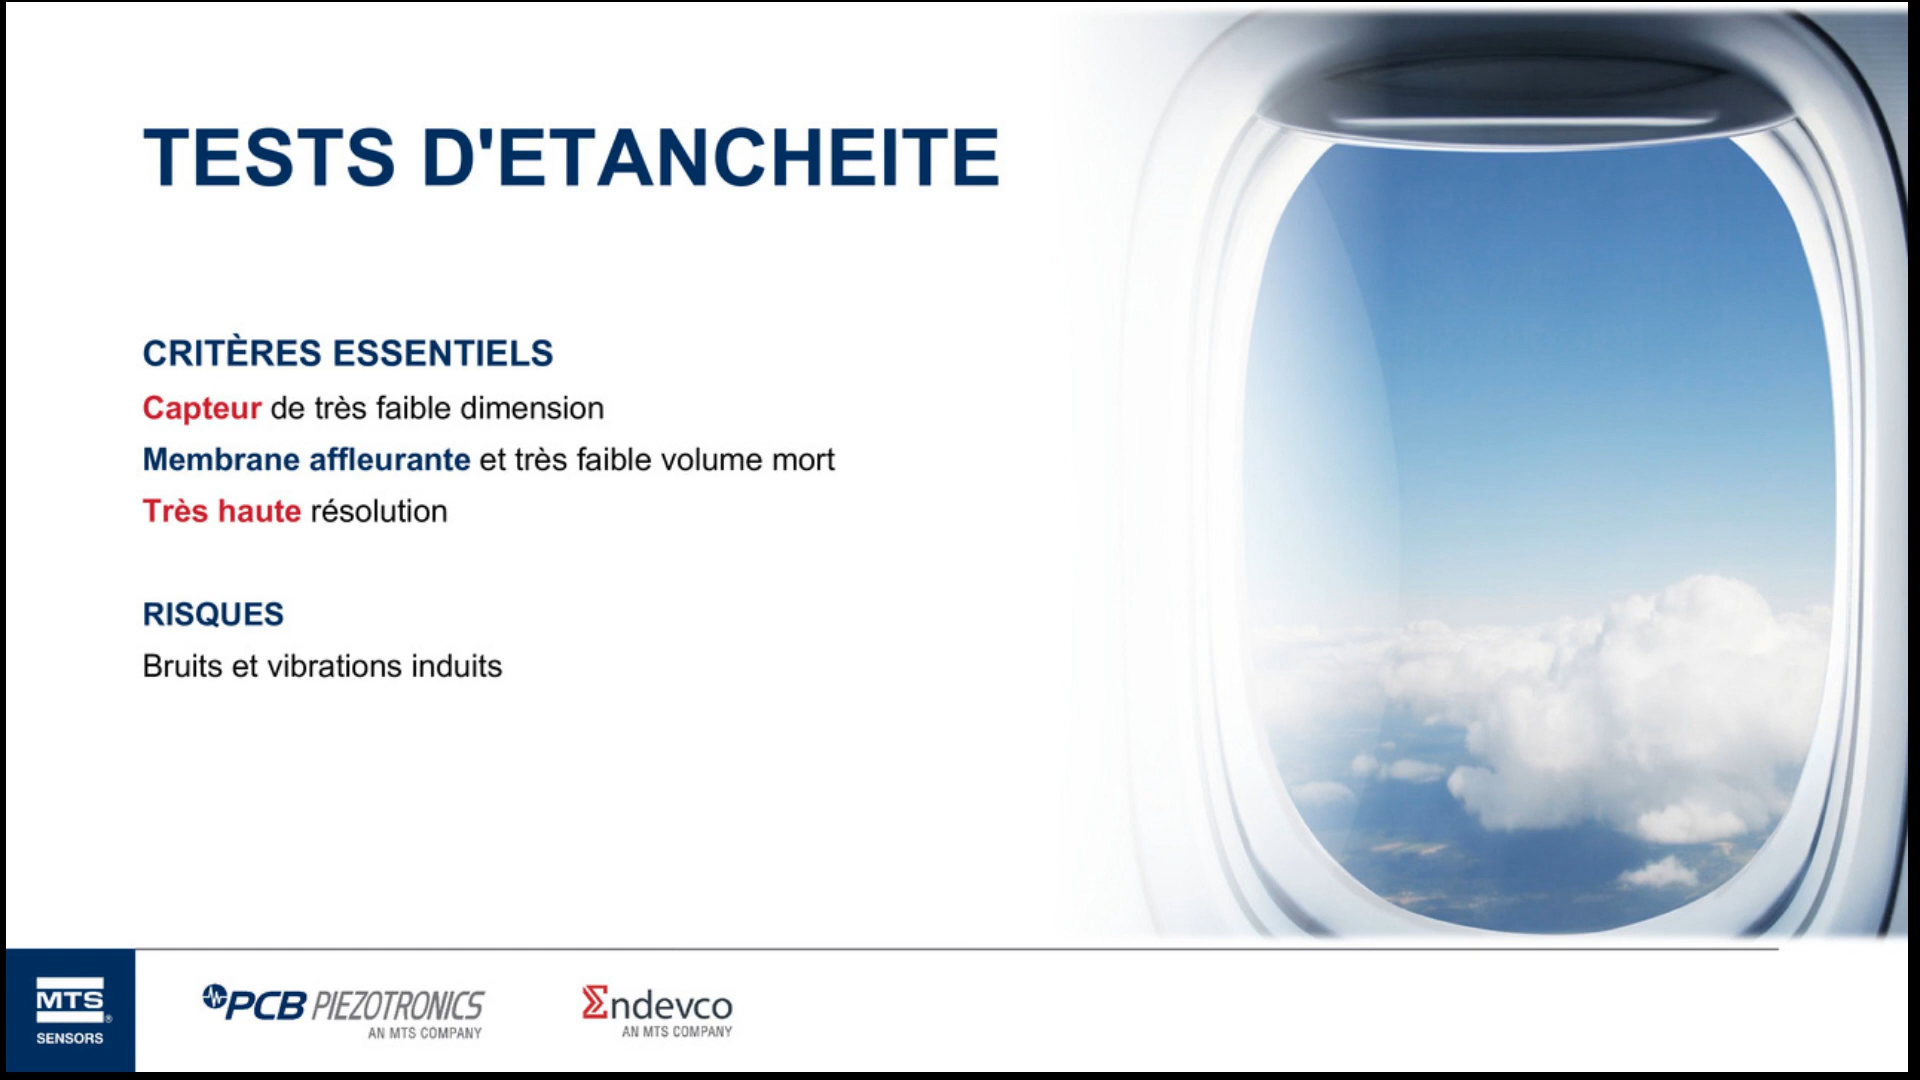 TESTS D'ETANCHEITE
CRITÈRES ESSENTIELS
Capteur de très faible dimension
Membrane affleurante et très faible volume mort
Très haute résolution
RISQUES
Bruits et vibrations induits
MTS®
SENSORS
PCB PIEZOTRONICS
AN MTS COMPANY
Endevco
AN MTS COMPANY